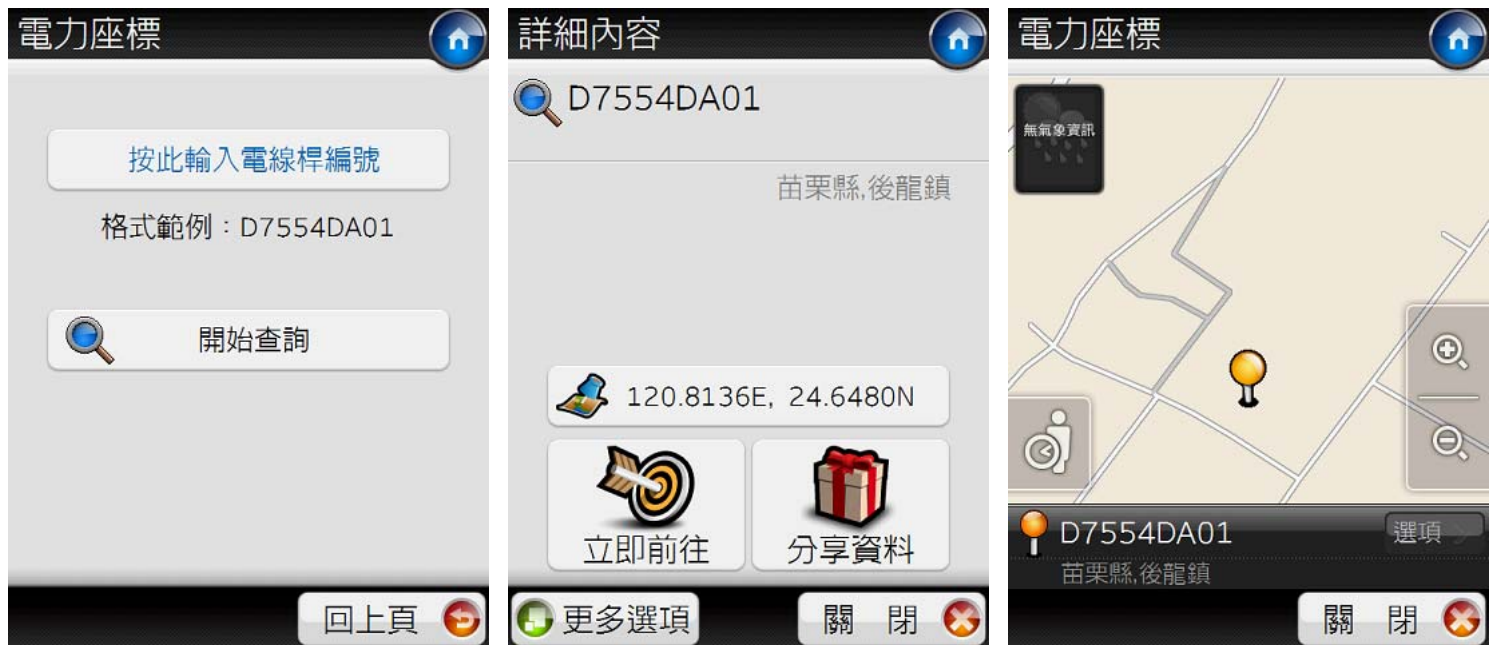 電力座標
按此輸入電線桿編號
格式範例：D7554DA01
開始查詢
回上頁
詳細內容
D7554DA01
苗栗縣,後龍鎮
120.8136E, 24.6480N
立即前往
分享資料
更多選項
關 閉
電力座標
無氣象資訊
D7554DA01
選項
苗栗縣,後龍鎮
關 閉